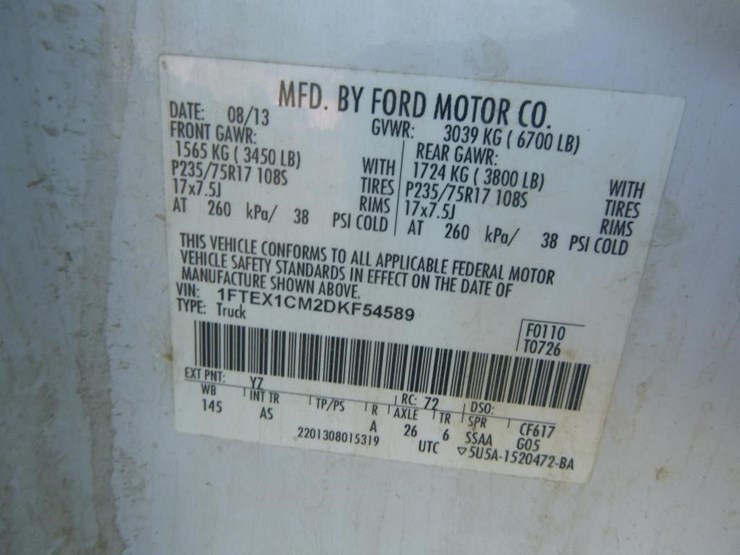 MFD. BY FORD MOTOR CO.
DATE: 08/13 GVWR: 3039 KG ( 6700 LB)
FRONT GAWR: REAR GAWR:
1565 KG ( 3450 LB) WITH 1724 KG ( 3800 LB) WITH
P235/75R17 108S TIRES P235/75R17 108S TIRES
17x7.5J RIMS 17x7.5J RIMS
AT 260 kPa/ 38 PSI COLD AT 260 kPa/ 38 PSI COLD
THIS VEHICLE CONFORMS TO ALL APPLICABLE FEDERAL MOTOR
VEHICLE SAFETY STANDARDS IN EFFECT ON THE DATE OF
MANUFACTURE SHOWN ABOVE.
VIN: 1FTEX1CM2DKF54589
TYPE: Truck
F0110
T0726
EXT PNT: YZ RC: 72 DSO:
WB INT TR TP/PS R AXLE TR SPR CF617
145 AS A 26 6 SSAA G05
2201308015319 UTC ▽5U5A-1520472-BA